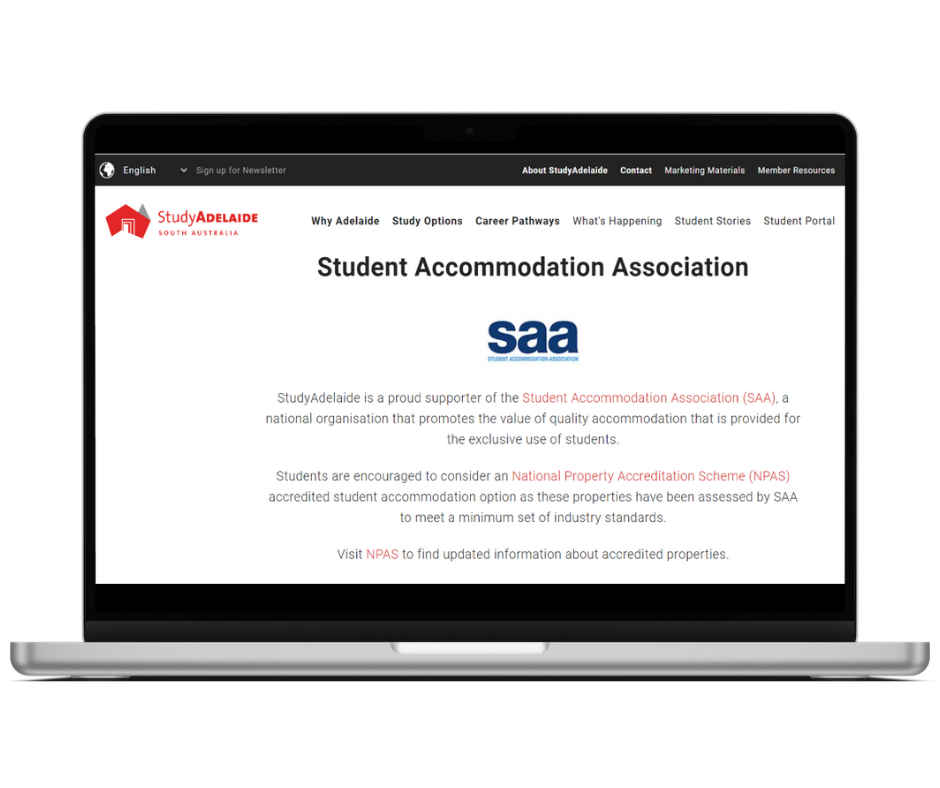 English
Sign up for Newsletter
About StudyAdelaide
Contact
Marketing Materials
Member Resources
StudyADELAIDE
SOUTH AUSTRALIA
Why Adelaide
Study Options
Career Pathways
What's Happening
Student Stories
Student Portal
Student Accommodation Association
saa
STUDENT ACCOMMODATION ASSOCIATION
StudyAdelaide is a proud supporter of the Student Accommodation Association (SAA), a
national organisation that promotes the value of quality accommodation that is provided for
the exclusive use of students.
Students are encouraged to consider an National Property Accreditation Scheme (NPAS)
accredited student accommodation option as these properties have been assessed by SAA
to meet a minimum set of industry standards.
Visit NPAS to find updated information about accredited properties.